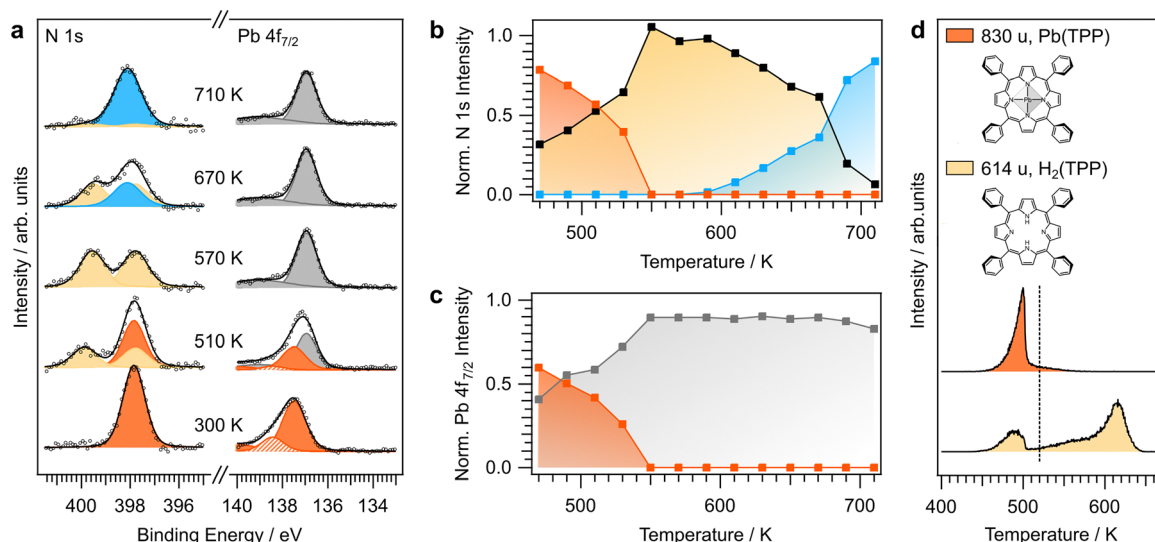 a
N 1s
Pb 4f7/2
710 K
670 K
570 K
510 K
300 K
Intensity / arb. units
400 398 396
140 138 136 134
Binding Energy / eV
b
Norm. N 1s Intensity
1.0
0.5
0.0
500 600 700
Temperature / K
c
Norm. Pb 4f7/2 Intensity
1.0
0.5
0.0
500 600 700
Temperature / K
d
830 u, Pb(TPP)
N
N
Pb
N
N
614 u, H2(TPP)
N
H
N
N
H
N
Intensity / arb.units
400 500 600
Temperature / K